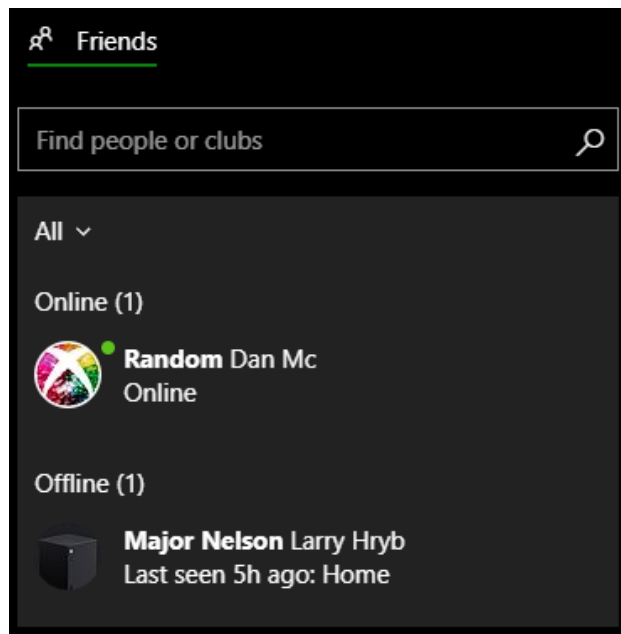 Friends
Find people or clubs
All
Online (1)
Random Dan Mc
Online
Offline (1)
Major Nelson Larry Hryb
Last seen 5h ago: Home